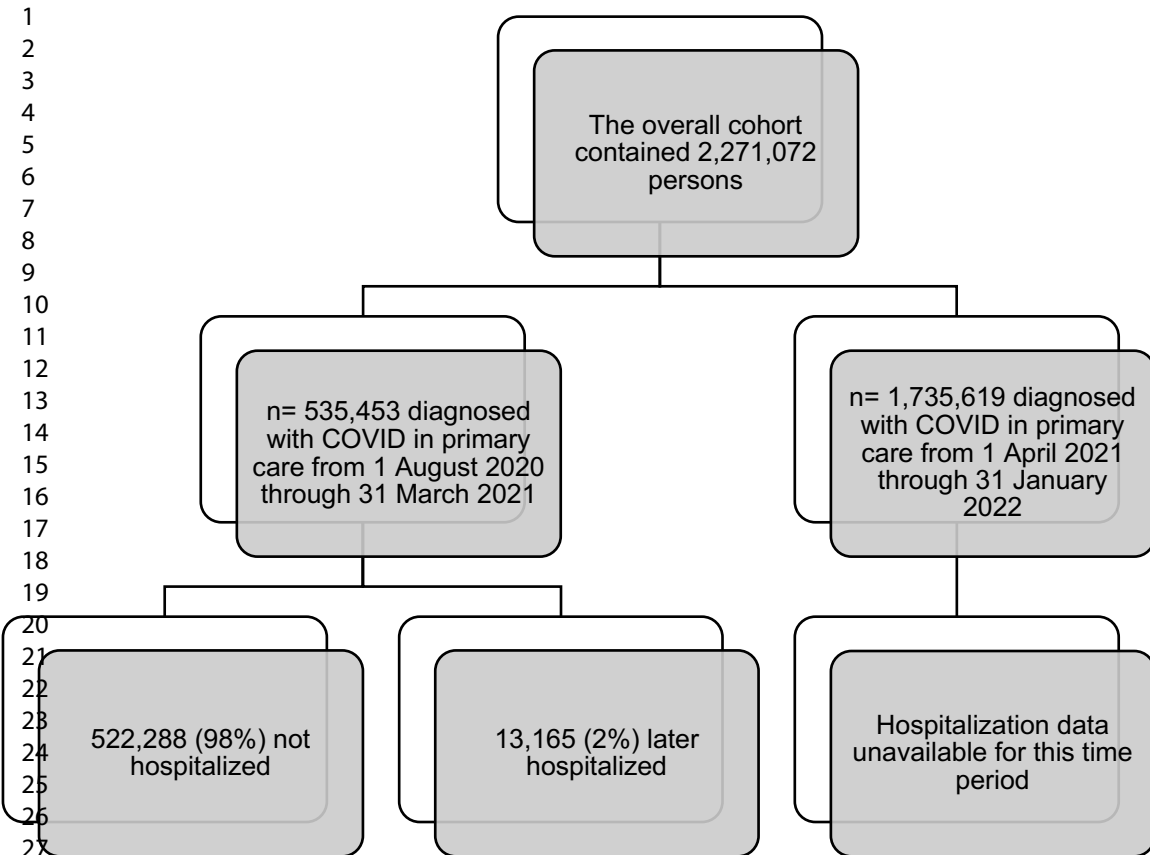 1
2
3
4
5
6
7
8
9
10
11
12
13
14
15
16
17
18
19
20
21
22
23
24
25
26
27
The overall cohort
contained 2,271,072
persons
n= 535,453 diagnosed
with COVID in primary
care from 1 August 2020
through 31 March 2021
n= 1,735,619 diagnosed
with COVID in primary
care from 1 April 2021
through 31 January
2022
522,288 (98%) not
hospitalized
13,165 (2%) later
hospitalized
Hospitalization data
unavailable for this time
period